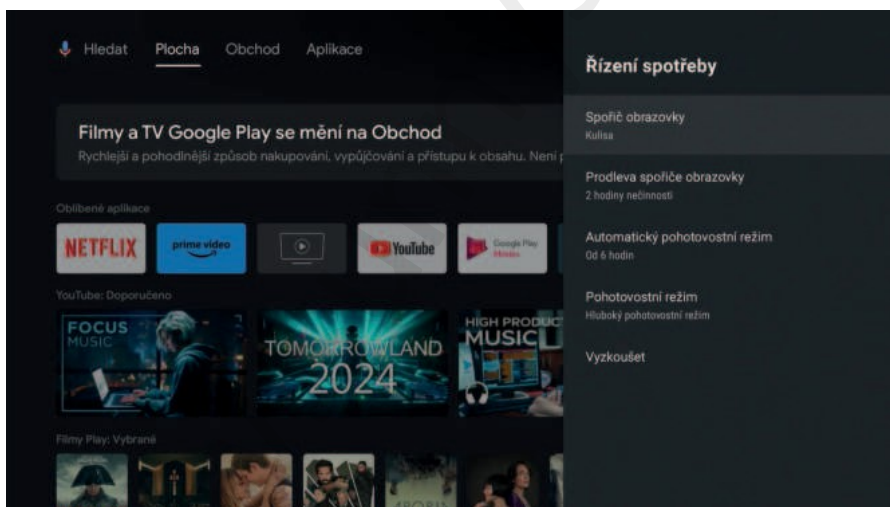 Hledat
Plocha
Obchod
Aplikace
Filmy a TV Google Play se mění na Obchod
Rychlejší a pohodlnější způsob nakupování, vypůjčování a přístupu k obsahu. Není
Oblíbené aplikace
NETFLIX
prime video
YouTube
Google Play
Movies
YouTube: Doporučeno
FOCUS
MUSIC
TOMORROWLAND
2024
HIGH PRODUC
MUSIC
Filmy Play: Vybrané
Řízení spotřeby
Spořič obrazovky
Kulisa
Prodleva spořiče obrazovky
2 hodiny nečinnosti
Automatický pohotovostní režim
Od 6 hodin
Pohotovostní režim
Hluboký pohotovostní režim
Vyzkoušet